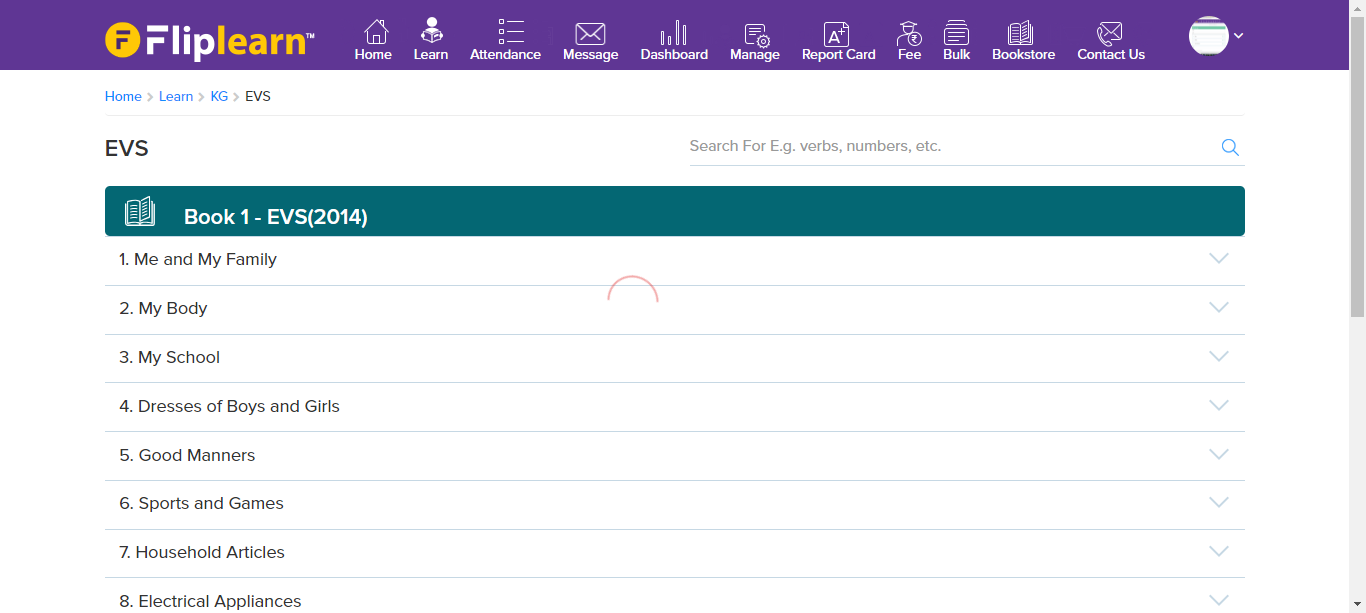 Fliplearn™
Home Learn Attendance Message Dashboard Manage Report Card Fee Bulk Bookstore Contact Us
Home > Learn > KG > EVS
EVS
Search For E.g. verbs, numbers, etc.
Book 1 - EVS(2014)
1. Me and My Family
2. My Body
3. My School
4. Dresses of Boys and Girls
5. Good Manners
6. Sports and Games
7. Household Articles
8. Electrical Appliances